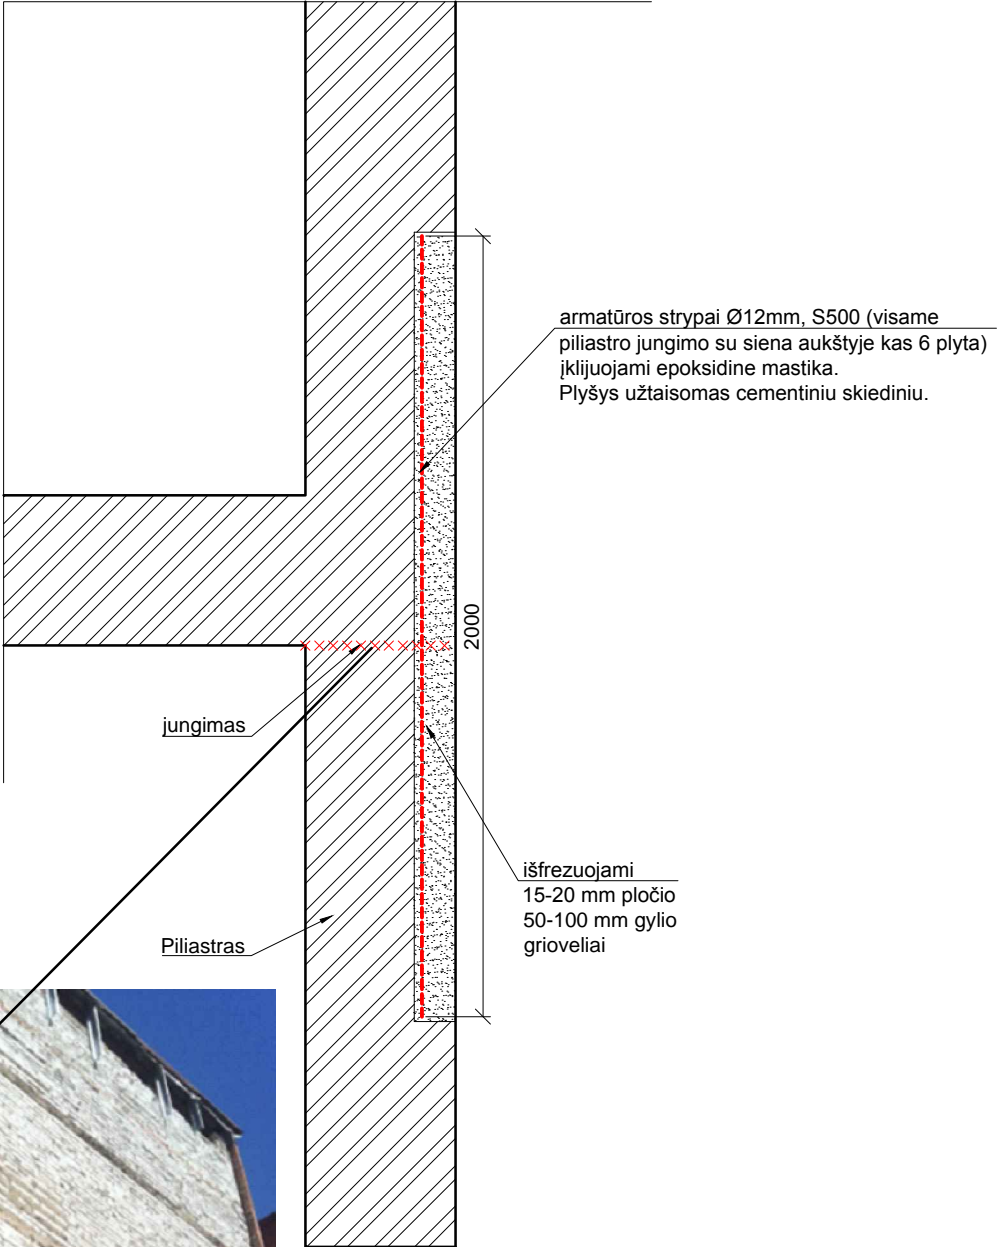 armatūros strypai Ø12mm, S500 (visame
piliastro jungimo su siena aukštyje kas 6 plyta)
įklijuojami epoksidine mastika.
Plyšys užtaisomas cementiniu skiediniu.
2000
jungimas
išfrezuojami
15-20 mm pločio
50-100 mm gylio
grioveliai
Piliastras